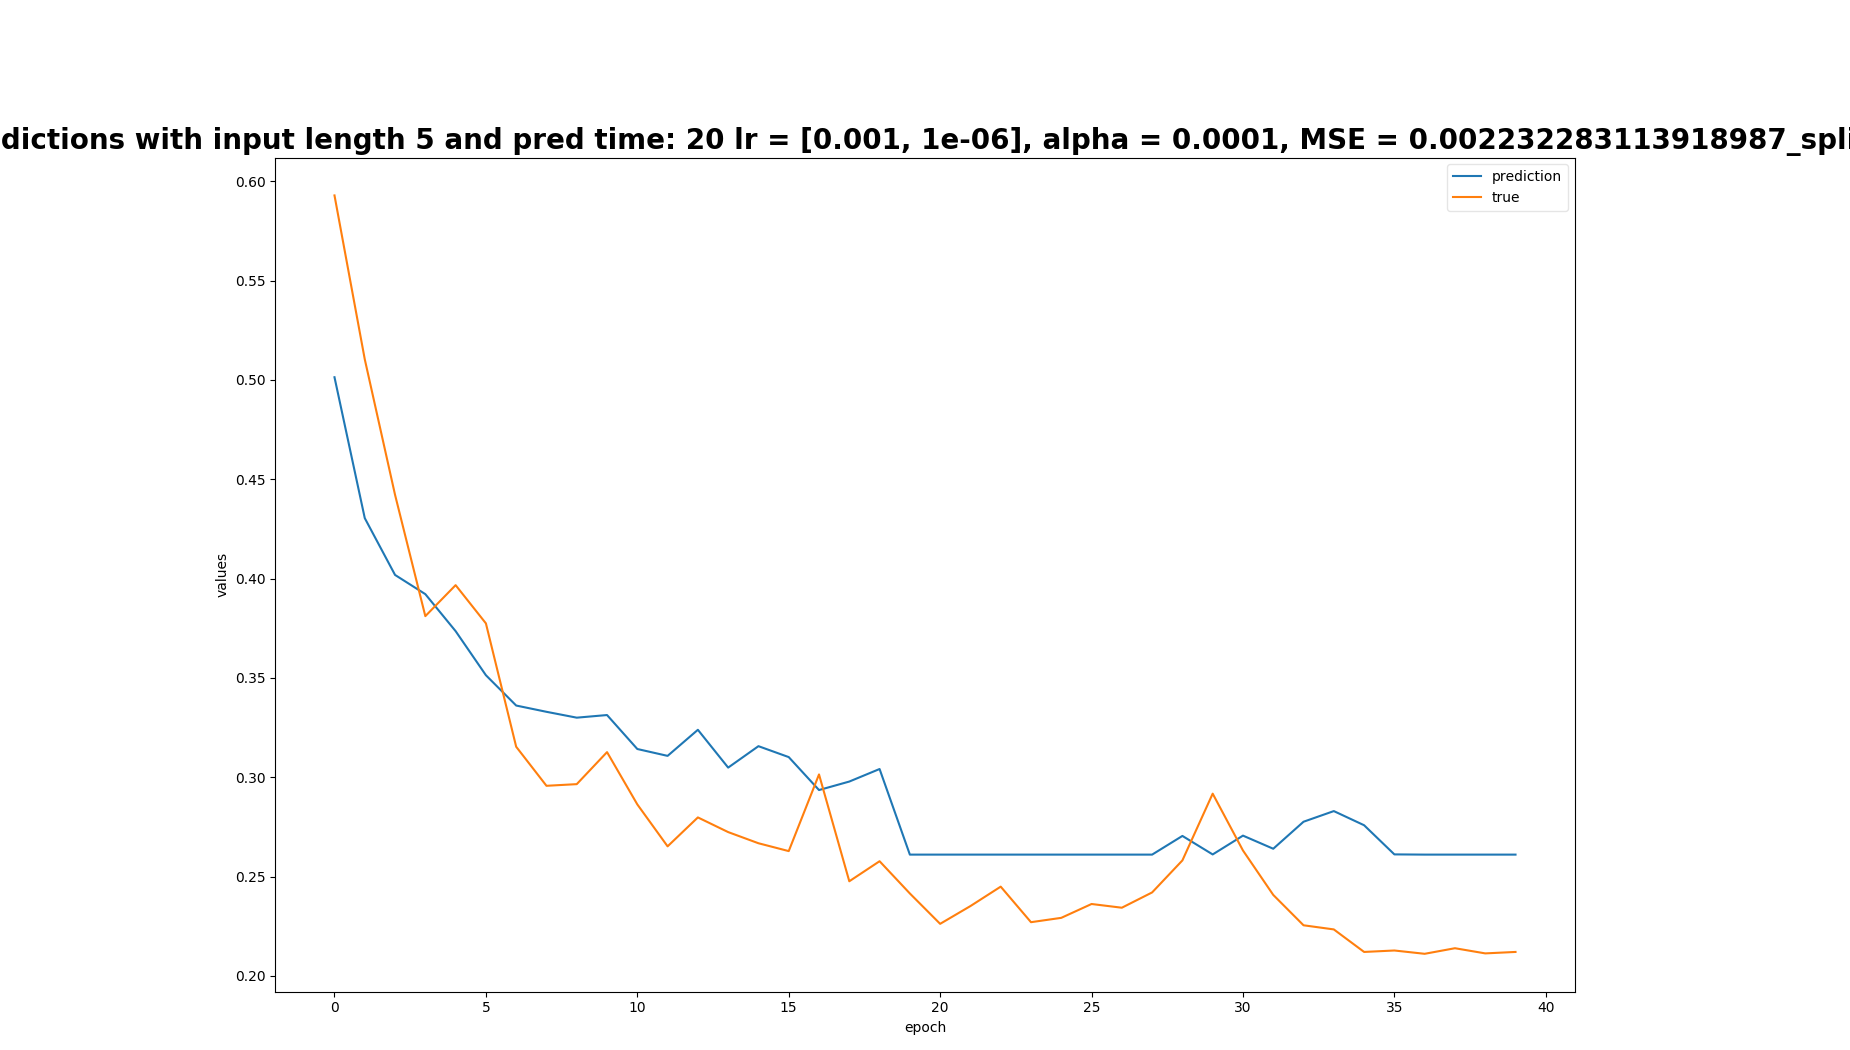 dictions with input length 5 and pred time: 20 lr = [0.001, 1e-06], alpha = 0.0001, MSE = 0.002232283113918987_spli
prediction
true
0.60
0.55
0.50
0.45
0.40
0.35
0.30
0.25
0.20
values
0 5 10 15 20 25 30 35 40
epoch